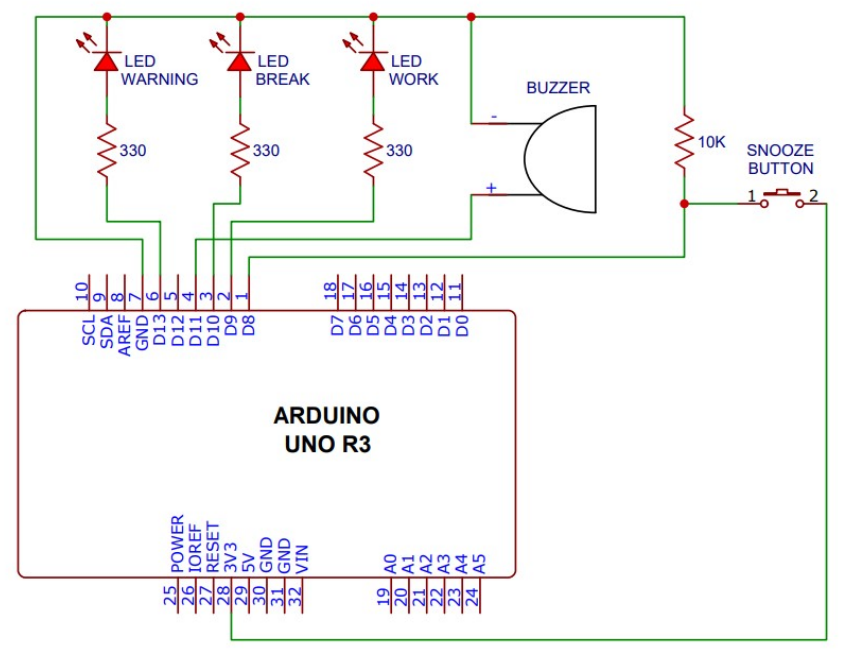 LED
WARNING
LED
BREAK
LED
WORK
BUZZER
330
330
330
-
+
10K
SNOOZE
BUTTON
1 2
10 9 8 7 6 5 4 3 2 1 18 17 16 15 14 13 12 11
SCL SDA AREF GND D13 D12 D11 D10 D9 D8 D7 D6 D5 D4 D3 D2 D1 D0
ARDUINO
UNO R3
POWER IOREF RESET 3V3 5V GND GND VIN A0 A1 A2 A3 A4 A5
25 26 27 28 29 30 31 32 19 20 21 22 23 24